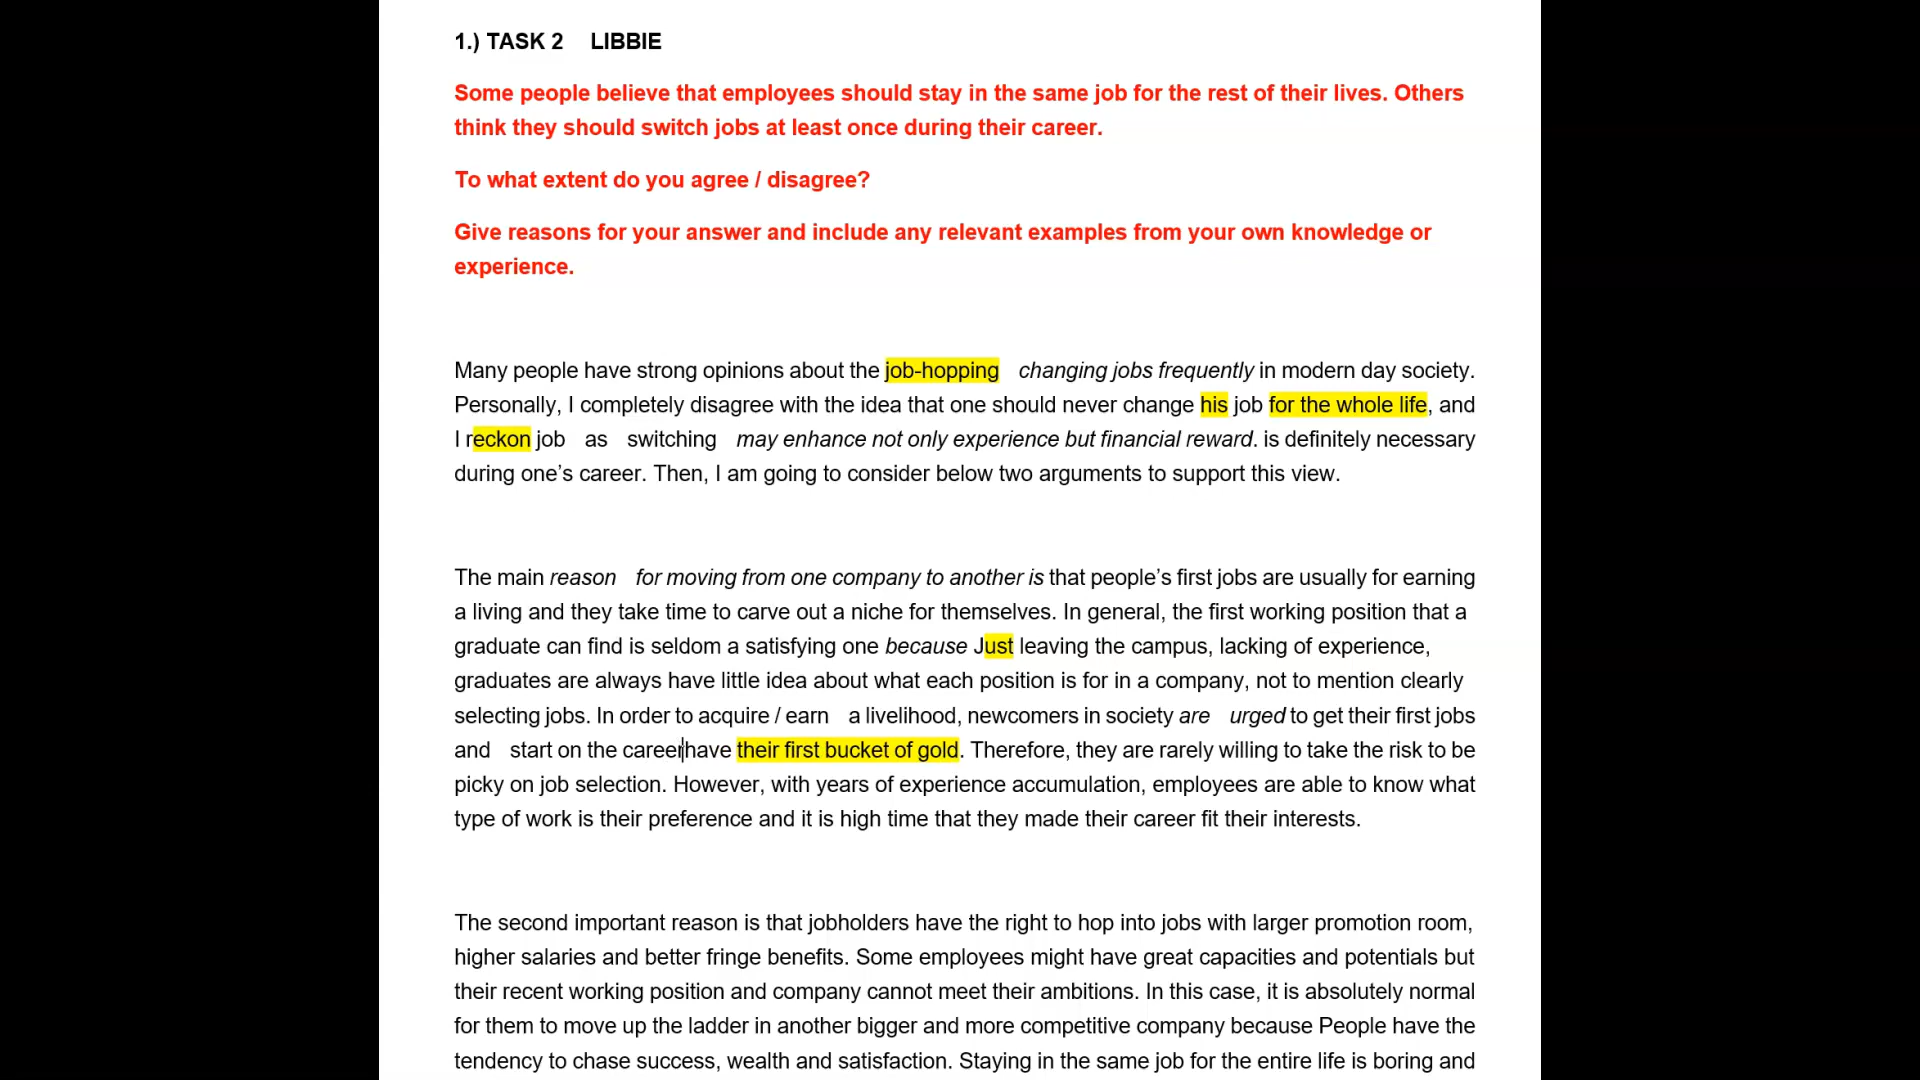 1.) TASK 2 LIBBIE
Some people believe that employees should stay in the same job for the rest of their lives. Others
think they should switch jobs at least once during their career.
To what extent do you agree / disagree?
Give reasons for your answer and include any relevant examples from your own knowledge or
experience.
Many people have strong opinions about the job-hopping changing jobs frequently in modern day society.
Personally, I completely disagree with the idea that one should never change his job for the whole life, and
I reckon job as switching may enhance not only experience but financial reward. is definitely necessary
during one’s career. Then, I am going to consider below two arguments to support this view.
The main reason for moving from one company to another is that people’s first jobs are usually for earning
a living and they take time to carve out a niche for themselves. In general, the first working position that a
graduate can find is seldom a satisfying one because Just leaving the campus, lacking of experience,
graduates are always have little idea about what each position is for in a company, not to mention clearly
selecting jobs. In order to acquire / earn a livelihood, newcomers in society are urged to get their first jobs
and start on the career have their first bucket of gold. Therefore, they are rarely willing to take the risk to be
picky on job selection. However, with years of experience accumulation, employees are able to know what
type of work is their preference and it is high time that they made their career fit their interests.
The second important reason is that jobholders have the right to hop into jobs with larger promotion room,
higher salaries and better fringe benefits. Some employees might have great capacities and potentials but
their recent working position and company cannot meet their ambitions. In this case, it is absolutely normal
for them to move up the ladder in another bigger and more competitive company because People have the
tendency to chase success, wealth and satisfaction. Staying in the same job for the entire life is boring and